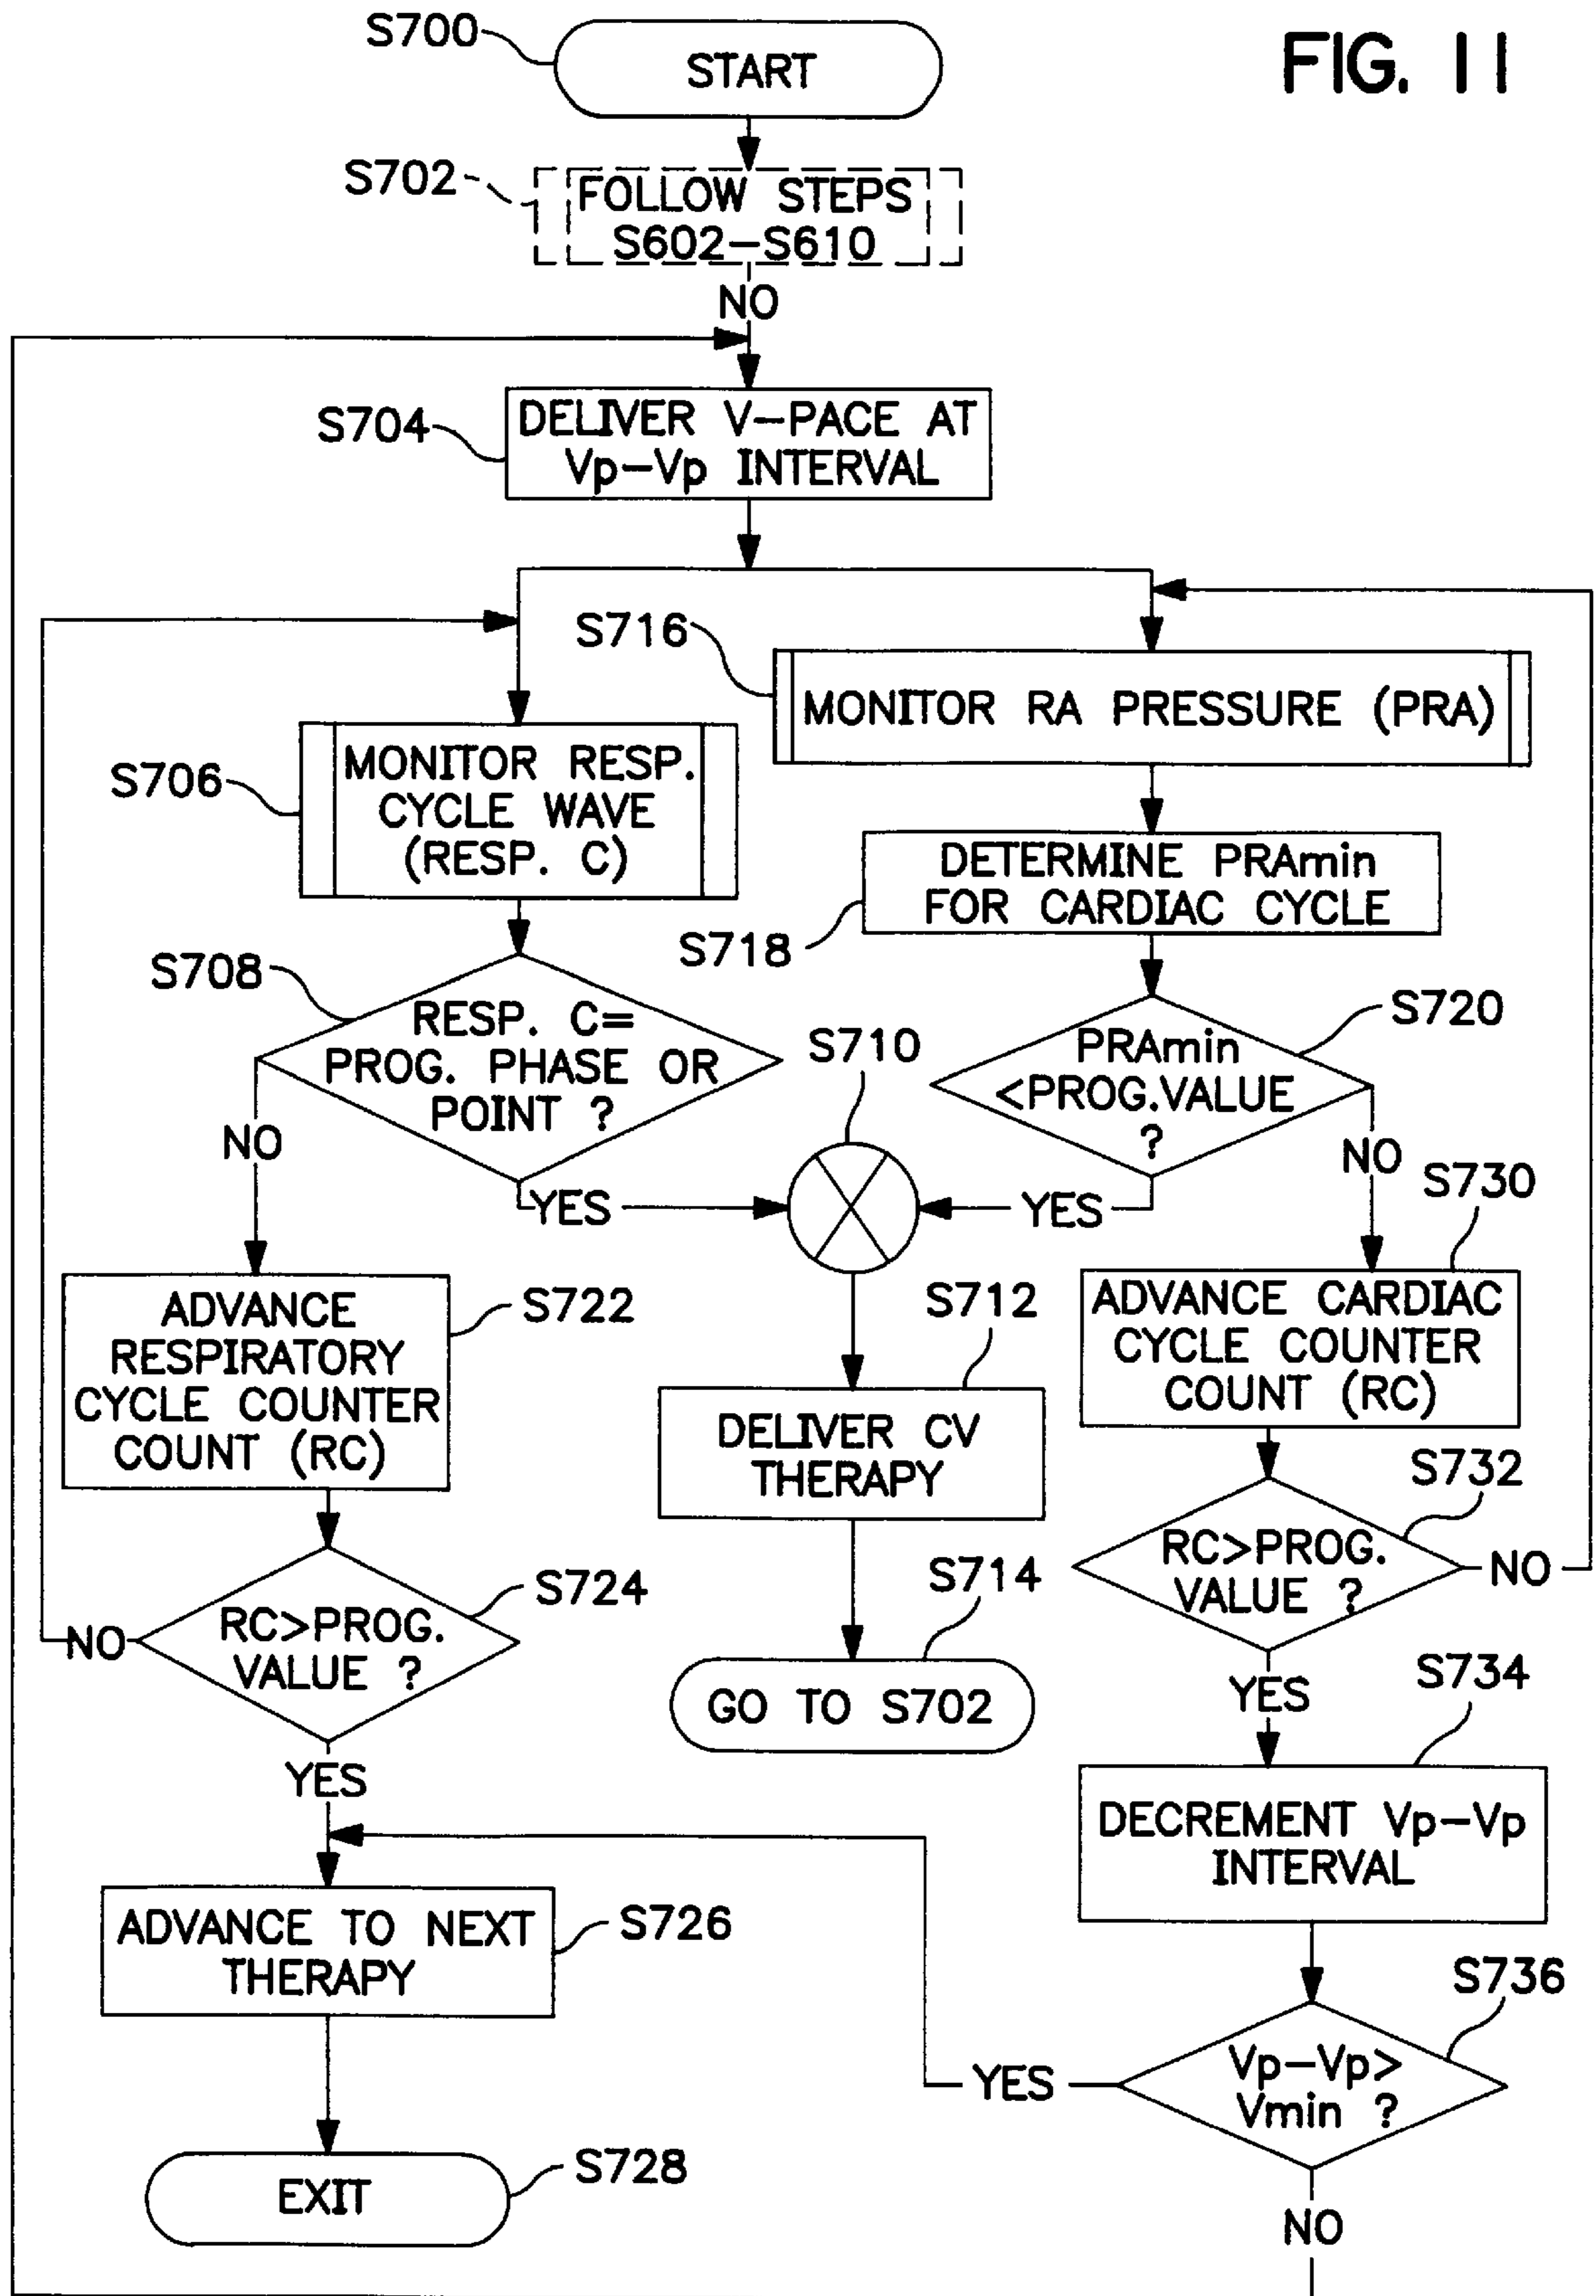 FIG. 11
S700
START
S702
FOLLOW STEPS
S602-S610
NO
S704
DELIVER V-PACE AT
Vp-Vp INTERVAL
S716
MONITOR RA PRESSURE (PRA)
S706
MONITOR RESP.
CYCLE WAVE
(RESP. C)
DETERMINE PRAmin
FOR CARDIAC CYCLE
S718
S708
RESP. C=
PROG. PHASE OR
POINT ?
S710
S720
PRAmin
<PROG.VALUE
?
NO
YES
YES
NO
S730
ADVANCE
RESPIRATORY
CYCLE COUNTER
COUNT (RC)
S722
S712
DELIVER CV
THERAPY
ADVANCE CARDIAC
CYCLE COUNTER
COUNT (RC)
S732
RC>PROG.
VALUE ?
NO
S724
RC>PROG.
VALUE ?
NO
S714
GO TO S702
YES
YES
S734
DECREMENT Vp-Vp
INTERVAL
ADVANCE TO NEXT
THERAPY
S726
S736
Vp-Vp>
Vmin ?
YES
EXIT
S728
NO